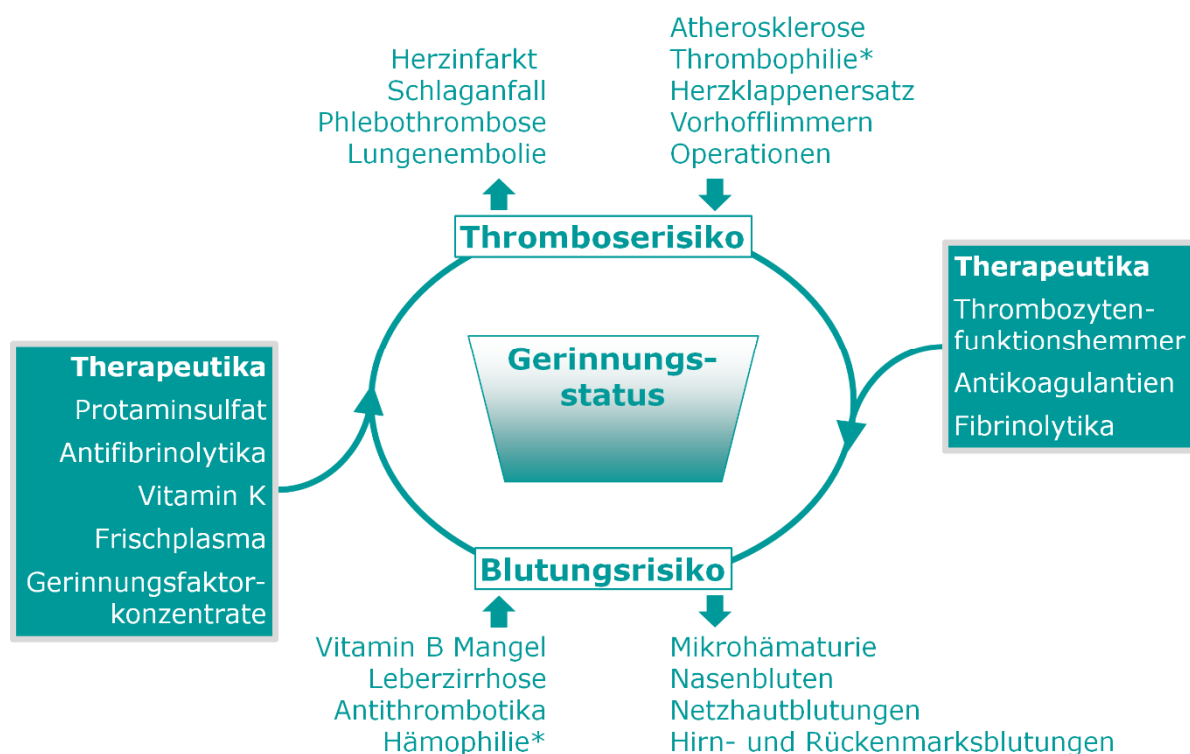 Herzinfarkt
Schlaganfall
Phlebothrombose
Lungenembolie
Atherosklerose
Thrombophilie*
Herzklappenersatz
Vorhofflimmern
Operationen
Thromboserisiko
Therapeutika
Protaminsulfat
Antifibrinolytika
Vitamin K
Frischplasma
Gerinnungsfaktor-
konzentrate
Gerinnungs-
status
Therapeutika
Thrombozyten-
funktionshemmer
Antikoagulantien
Fibrinolytika
Blutungsrisiko
Vitamin B Mangel
Leberzirrhose
Antithrombotika
Hämophilie*
Mikrohämaturie
Nasenbluten
Netzhautblutungen
Hirn- und Rückenmarksblutungen